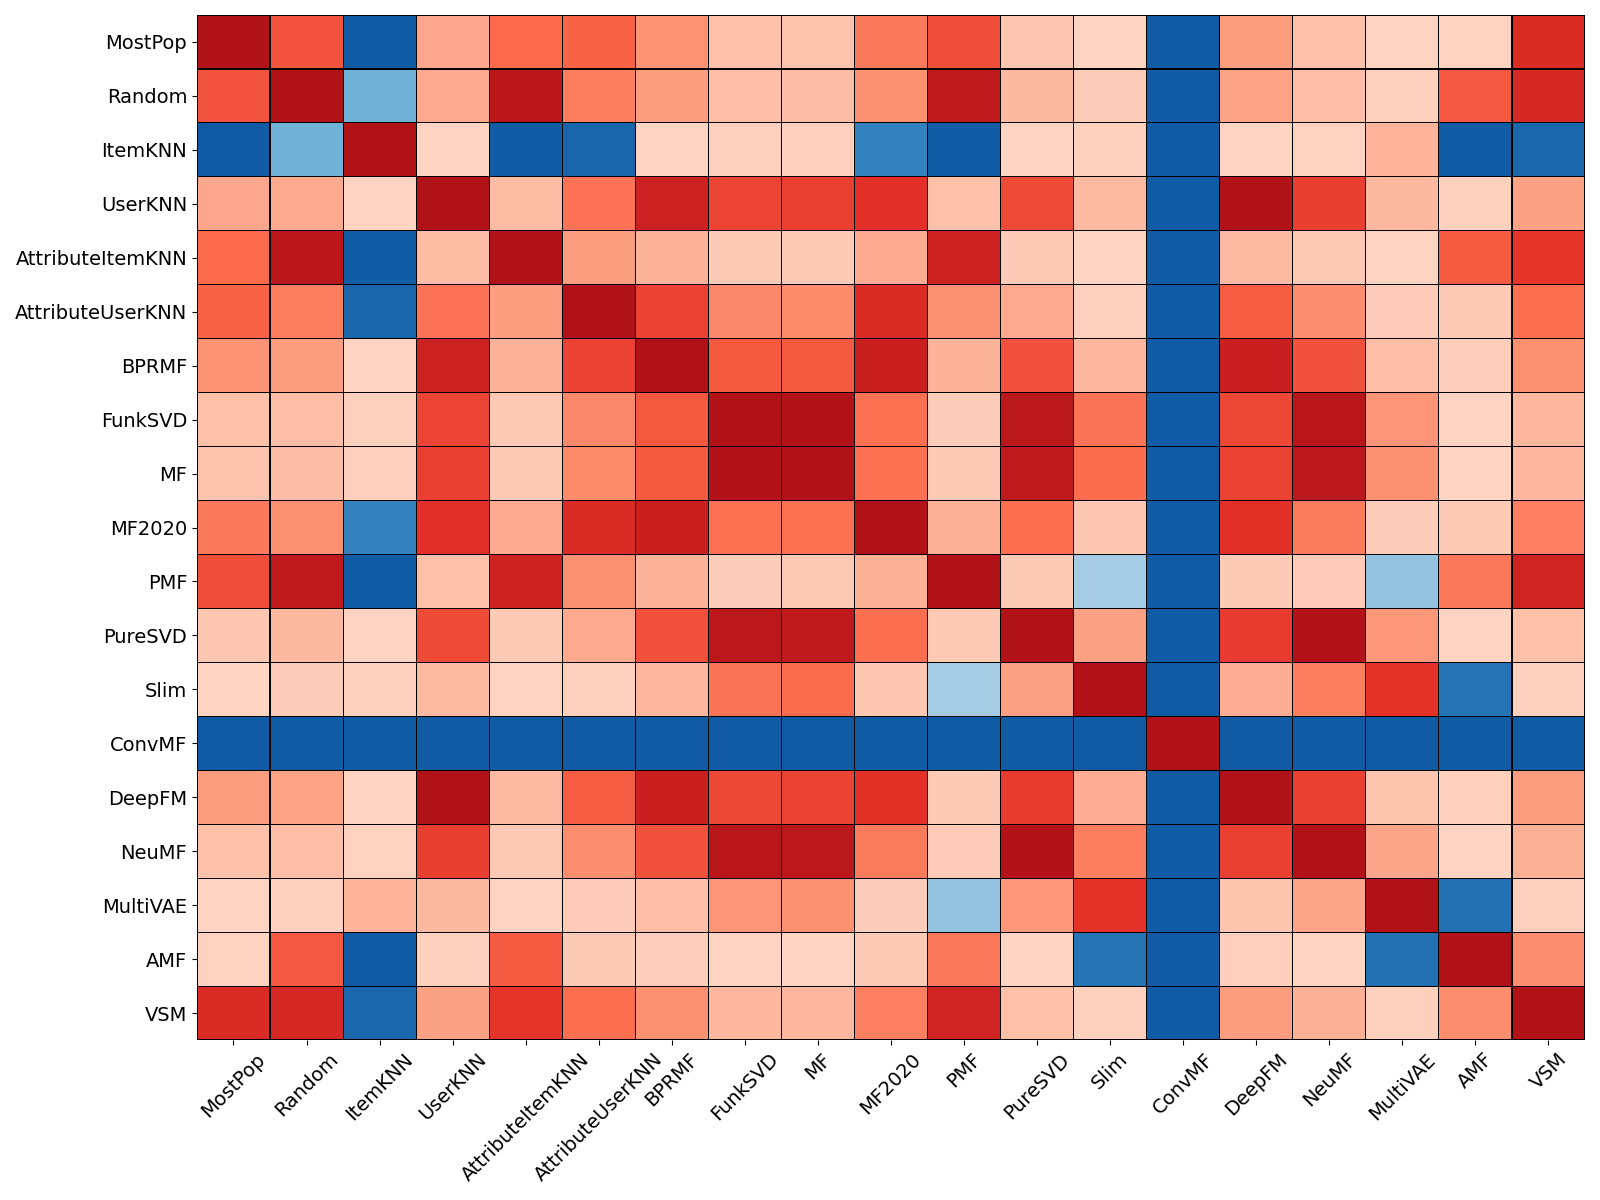 MostPop
Random
ItemKNN
UserKNN
AttributeItemKNN
AttributeUserKNN
BPRMF
FunkSVD
MF
MF2020
PMF
PureSVD
Slim
ConvMF
DeepFM
NeuMF
MultiVAE
AMF
VSM
MostPop
Random
ItemKNN
UserKNN
AttributeItemKNN
AttributeUserKNN
BPRMF
FunkSVD
MF
MF2020
PMF
PureSVD
Slim
ConvMF
DeepFM
NeuMF
MultiVAE
AMF
VSM